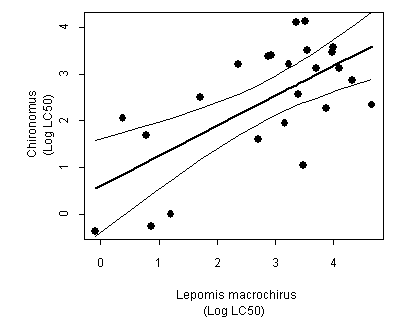 Chironomus
(Log LC50)
4
3
2
1
0
0 1 2 3 4
Lepomis macrochirus
(Log LC50)